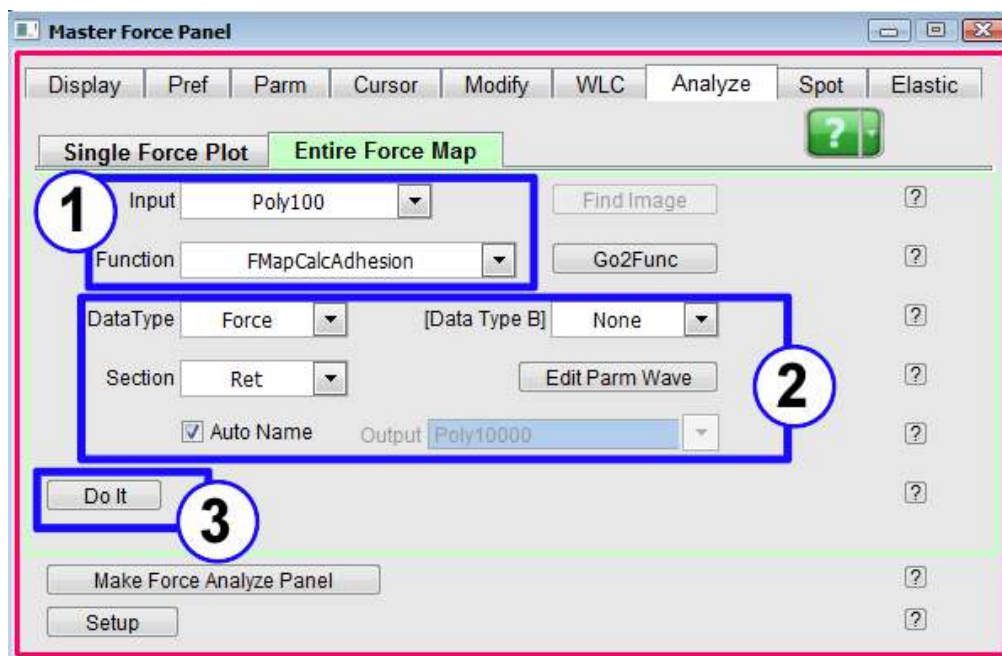 Master Force Panel
Display Pref Parm Cursor Modify WLC Analyze Spot Elastic
?
Single Force Plot Entire Force Map
1
Input Poly100 Find Image ?
Function FMapCalcAdhesion Go2Func ?
DataType Force [Data Type B] None ?
Section Ret Edit Parm Wave 2 ?
Auto Name Output Poly10000 ?
Do It 3 ?
Make Force Analyze Panel ?
Setup ?